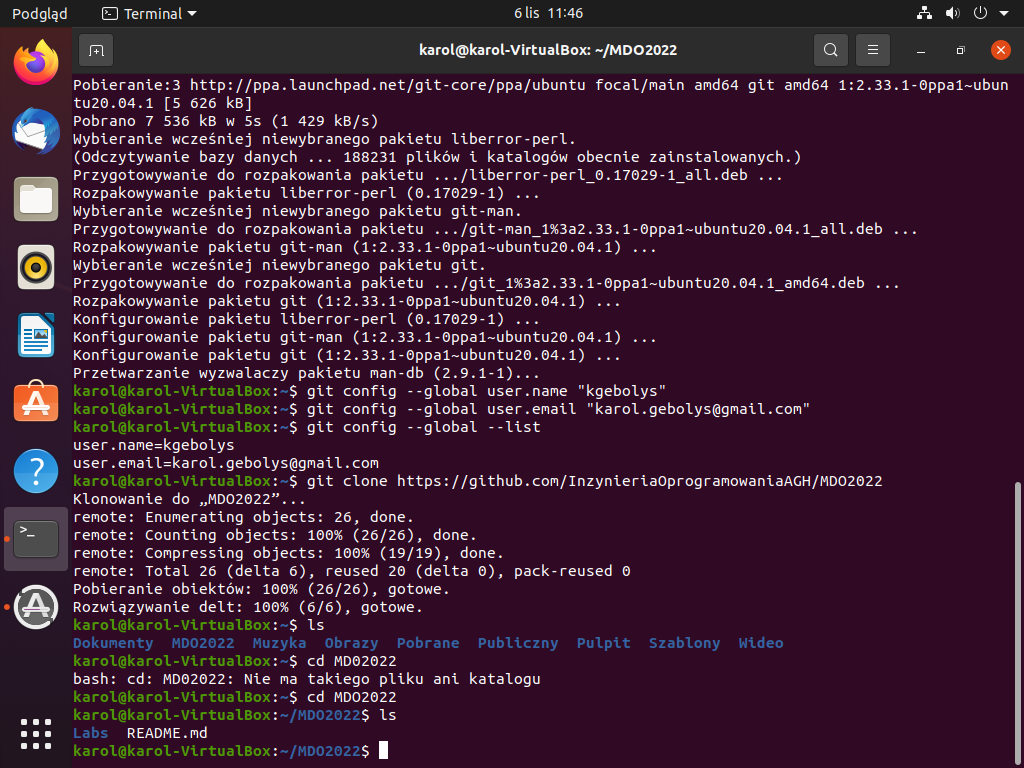 Podgląd Terminal 6 lis 11:46
karol@karol-VirtualBox: ~/MDO2022
Pobieranie:3 http://ppa.launchpad.net/git-core/ppa/ubuntu focal/main amd64 git amd64 1:2.33.1-0ppa1~ubun
tu20.04.1 [5 626 kB]
Pobrano 7 536 kB w 5s (1 429 kB/s)
Wybieranie wcześniej niewybranego pakietu liberror-perl.
(Odczytywanie bazy danych ... 188231 plików i katalogów obecnie zainstalowanych.)
Przygotowywanie do rozpakowania pakietu .../liberror-perl_0.17029-1_all.deb ...
Rozpakowywanie pakietu liberror-perl (0.17029-1) ...
Wybieranie wcześniej niewybranego pakietu git-man.
Przygotowywanie do rozpakowania pakietu .../git-man_1%3a2.33.1-0ppa1~ubuntu20.04.1_all.deb ...
Rozpakowywanie pakietu git-man (1:2.33.1-0ppa1~ubuntu20.04.1) ...
Wybieranie wcześniej niewybranego pakietu git.
Przygotowywanie do rozpakowania pakietu .../git_1%3a2.33.1-0ppa1~ubuntu20.04.1_amd64.deb ...
Rozpakowywanie pakietu git (1:2.33.1-0ppa1~ubuntu20.04.1) ...
Konfigurowanie pakietu liberror-perl (0.17029-1) ...
Konfigurowanie pakietu git-man (1:2.33.1-0ppa1~ubuntu20.04.1) ...
Konfigurowanie pakietu git (1:2.33.1-0ppa1~ubuntu20.04.1) ...
Przetwarzanie wyzwalaczy pakietu man-db (2.9.1-1)...
karol@karol-VirtualBox:~$ git config --global user.name "kgebolys"
karol@karol-VirtualBox:~$ git config --global user.email "karol.gebolys@gmail.com"
karol@karol-VirtualBox:~$ git config --global --list
user.name=kgebolys
user.email=karol.gebolys@gmail.com
karol@karol-VirtualBox:~$ git clone https://github.com/InzynieriaOprogramowaniaAGH/MDO2022
Klonowanie do „MDO2022”...
remote: Enumerating objects: 26, done.
remote: Counting objects: 100% (26/26), done.
remote: Compressing objects: 100% (19/19), done.
remote: Total 26 (delta 6), reused 20 (delta 0), pack-reused 0
Pobieranie obiektów: 100% (26/26), gotowe.
Rozwiązywanie delt: 100% (6/6), gotowe.
karol@karol-VirtualBox:~$ ls
Dokumenty MDO2022 Muzyka Obrazy Pobrane Publiczny Pulpit Szablony Wideo
karol@karol-VirtualBox:~$ cd MD02022
bash: cd: MD02022: Nie ma takiego pliku ani katalogu
karol@karol-VirtualBox:~$ cd MDO2022
karol@karol-VirtualBox:~/MDO2022$ ls
Labs README.md
karol@karol-VirtualBox:~/MDO2022$